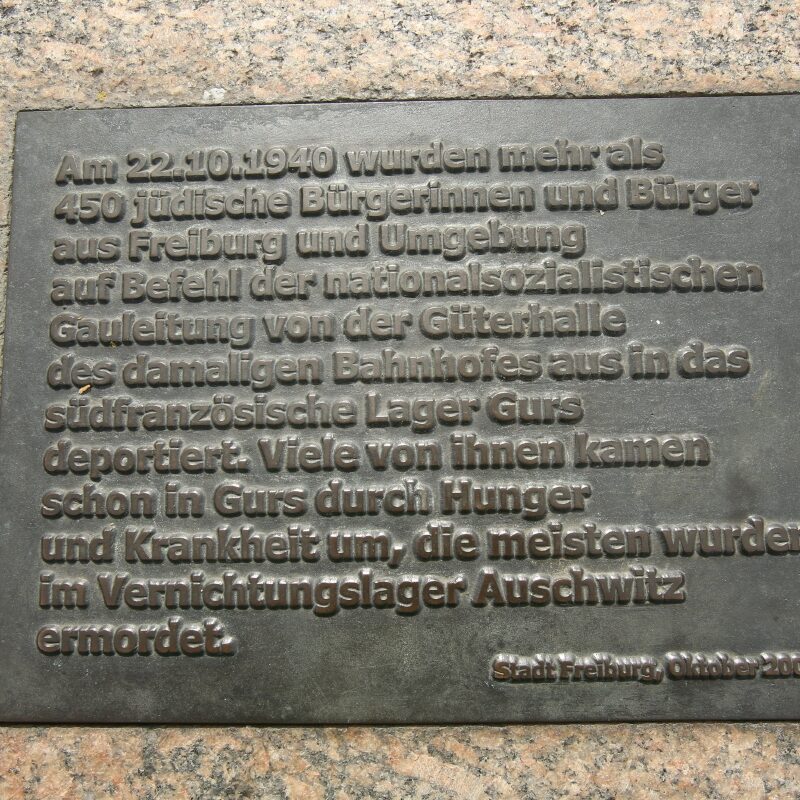 Am 22.10.1940 wurden mehr als
450 jüdische Bürgerinnen und Bürger
aus Freiburg und Umgebung
auf Befehl der nationalsozialistischen
Gauleitung von der Güterhalle
des damaligen Bahnhofes aus in das
südfranzösische Lager Gurs
deportiert. Viele von ihnen kamen
schon in Gurs durch Hunger
und Krankheit um, die meisten wurden
im Vernichtungslager Auschwitz
ermordet.
Stadt Freiburg, Oktober